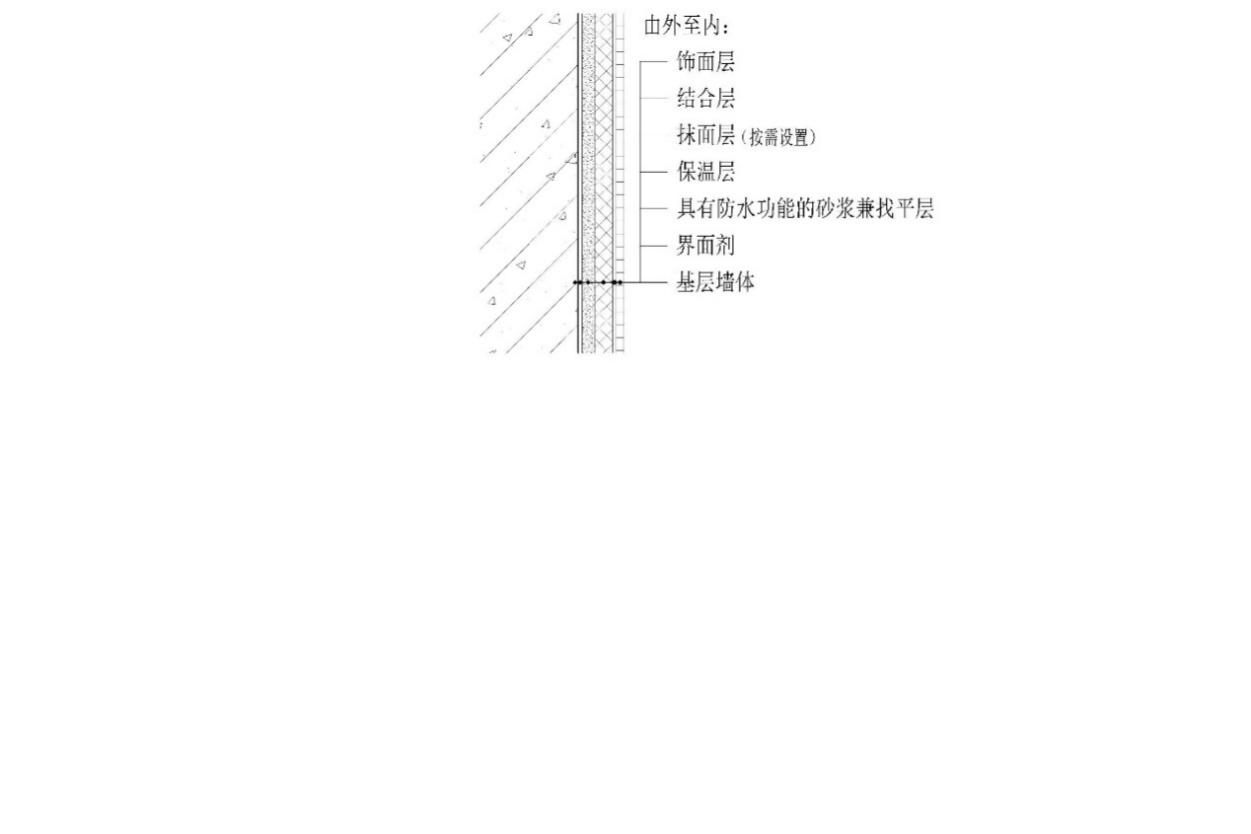 由外至内:
饰面层
结合层
抹面层(按需设置)
保温层
具有防水功能的砂浆兼找平层
界面剂
基层墙体